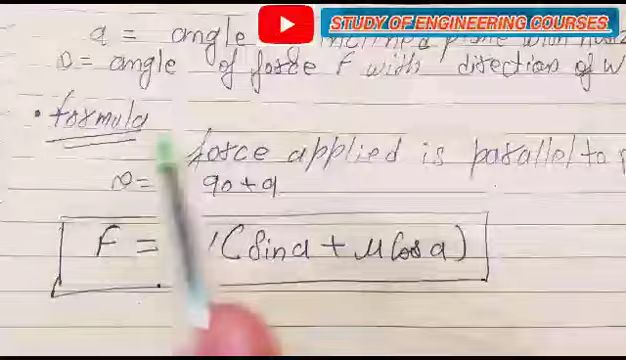 STUDY OF ENGINEERING COURSES
a = angle
θ = angle of force F with direction of W
• formula
force applied is parallel to
θ = 90 + α
F = (Sinα + μ Cosα)